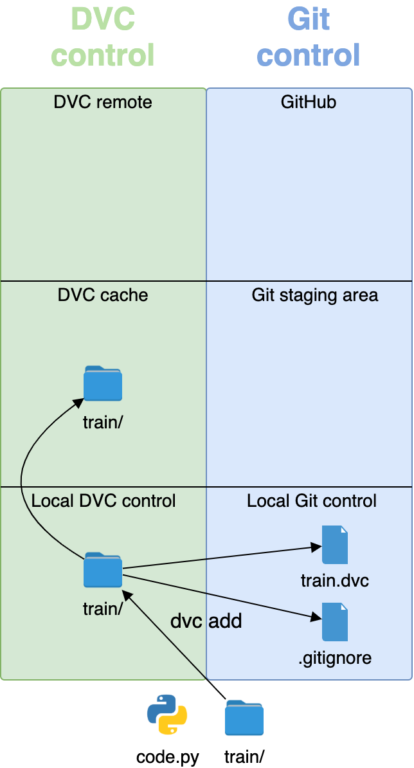 DVC
control
Git
control
DVC remote
GitHub
DVC cache
Git staging area
train/
Local DVC control
Local Git control
train.dvc
train/
dvc add
.gitignore
code.py
train/